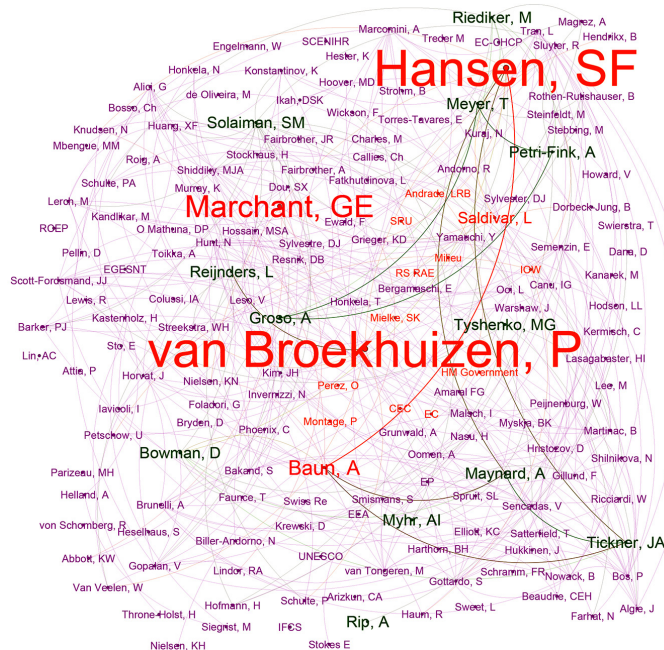 Riediker, M
Magrez, A
Tran, L
Hendrikx, B
Marcomini, A
Treder M
EC-GHCP
Sluyter, R
SCENIHR
Engelmann, W
Hester, K
Honkela, N
Konstantinov, K
Hoover, MD
Hansen, SF
Alici, G
de Oliveira, M
Ikah, DSK
Strohm, B
Rothen-Rutishauser, B
Bosso, Ch
Wickson, F
Meyer, T
Steinfeldt, M
Knudsen, N
Huang, XF
Solaiman, SM
Torres-Tavares, E
Stebbing, M
Mbengue, MM
Fairbrother, JR
Charles, M
Kuraj, N
Roig, A
Stockhaus, H
Callies, Ch
Petri-Fink, A
Shiddiky, MJA
Fairbrother, A
Andorno, R
Howard, V
Schulte, PA
Murray, K
Dou, SX
Fatkhutdinova, L
Andrade, LRB
Sylvester, DJ
Leroh, M
Marchant, GE
Dorbeck-Jung, B
Kandlikar, M
Saldivar, L
ROEP
O Mathuna, DP
Hossain, MSA
Ewald, F
SRU
Swierstra, T
Pellin, D
Hunt, N
Sylvestre, DJ
Grieger, KD
Yamauchi, Y
Semenzin, E
Dana, D
Toikka, A
Resnik, DB
Milieu
EGESNT
Reijnders, L
RS RAE
IOW
Kanarek, M
Scott-Fordsmand, JJ
Colussi, IA
Leso, V
Honkela, T
Bergamaschi, E
Ooi, L
Canu, IG
Lewis, R
Kastenholz, H
Groso, A
Mielke, SK
Warshaw, J
Hodson, LL
Barker, PJ
Streekstra, WH
Tyshenko, MG
Kermisch, C
Sto, E
van Broekhuizen, P
Lin, AC
Horvat, J
Lasagabaster, HI
Attia, P
Nielsen, KN
Kim, JH
HM Government
Perez, O
Lee, M
Invernizzi, N
Amaral FG
Peijnenburg, W
Iavicoli, I
Foladori, G
CEC
Malsch, I
Petschow, U
Bryden, D
Phoenix, C
Montage, P
EC
Myskja, BK
Martinac, B
Grunwald, A
Nasu, H
Bowman, D
Oomen, A
Hristozov, D
Shilnikova, N
Parizeau, MH
Bakand, S
Baun, A
Maynard, A
Gillund, F
Helland, A
Faunce, T
EP
Ricciardi, W
Brunelli, A
Swiss Re
Smismans, S
Spruit, SL
Sencadas, V
von Schomberg, R
EEA
Myhr, AI
Heselhaus, S
Krewski, D
Elliott, KC
Satterfield, T
Tickner, JA
Biller-Andorno, N
Harthorn, BH
Hukkinen, J
Abbott, KW
UNESCO
Gopalan, V
Lindor, RA
van Tongeren, M
Schramm, FR
Nowack, B
Bos, P
Van Veelen, W
Gottardo, S
Beaudrie, CEH
Hofmann, H
Schulte, P
Arizkun, CA
Algie, J
Throne-Holst, H
Haum, R
Sweet, L
Farhat, N
Siegrist, M
IFCS
Rip, A
Nielsen, KH
Stokes E